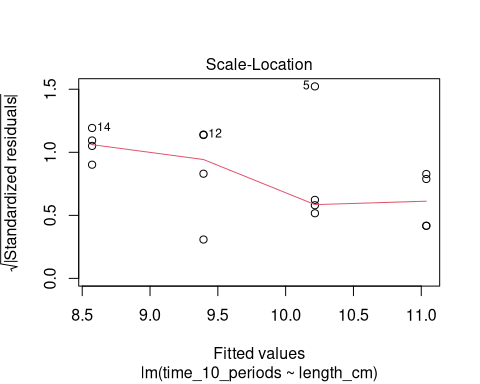 Scale-Location
√|Standardized residuals|
1.5
1.0
0.5
0.0
5
14
12
8.5 9.0 9.5 10.0 10.5 11.0
Fitted values
lm(time_10_periods ~ length_cm)